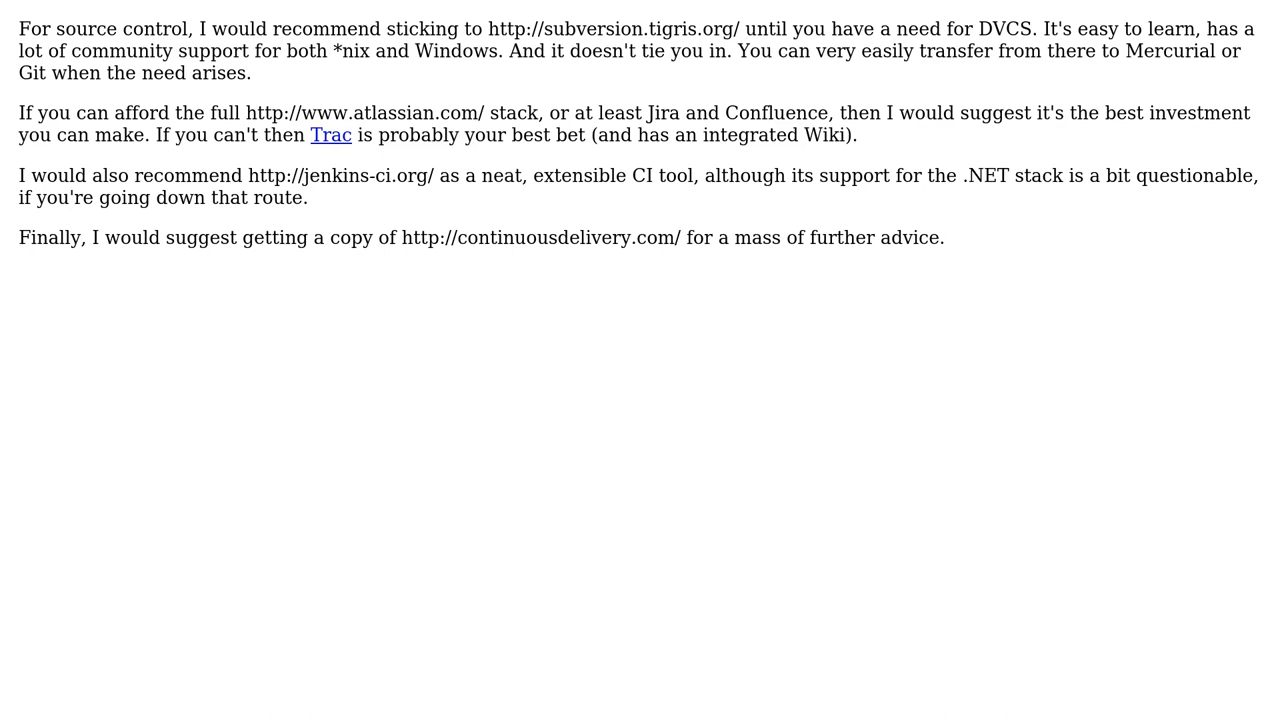 For source control, I would recommend sticking to http://subversion.tigris.org/ until you have a need for DVCS. It's easy to learn, has a
lot of community support for both *nix and Windows. And it doesn't tie you in. You can very easily transfer from there to Mercurial or
Git when the need arises.
If you can afford the full http://www.atlassian.com/ stack, or at least Jira and Confluence, then I would suggest it's the best investment
you can make. If you can't then Trac is probably your best bet (and has an integrated Wiki).
I would also recommend http://jenkins-ci.org/ as a neat, extensible CI tool, although its support for the .NET stack is a bit questionable,
if you're going down that route.
Finally, I would suggest getting a copy of http://continuousdelivery.com/ for a mass of further advice.